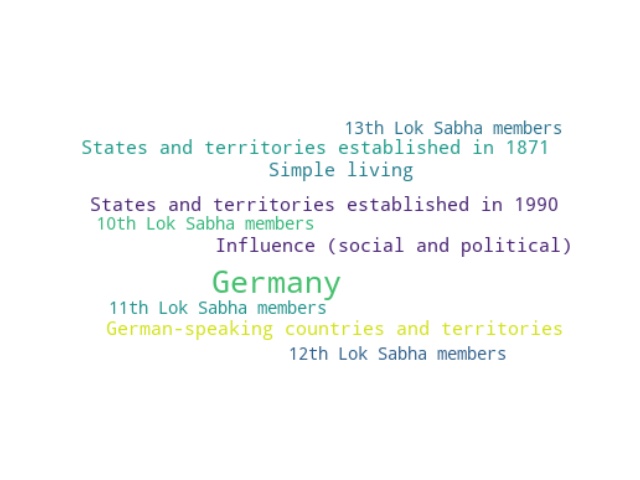 13th Lok Sabha members
States and territories established in 1871
Simple living
States and territories established in 1990
10th Lok Sabha members
Influence (social and political)
Germany
11th Lok Sabha members
German-speaking countries and territories
12th Lok Sabha members